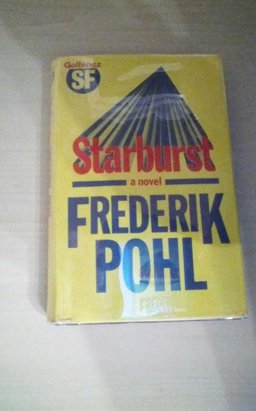 Gollancz
SF
Starburst
a novel
FREDERIK
POHL